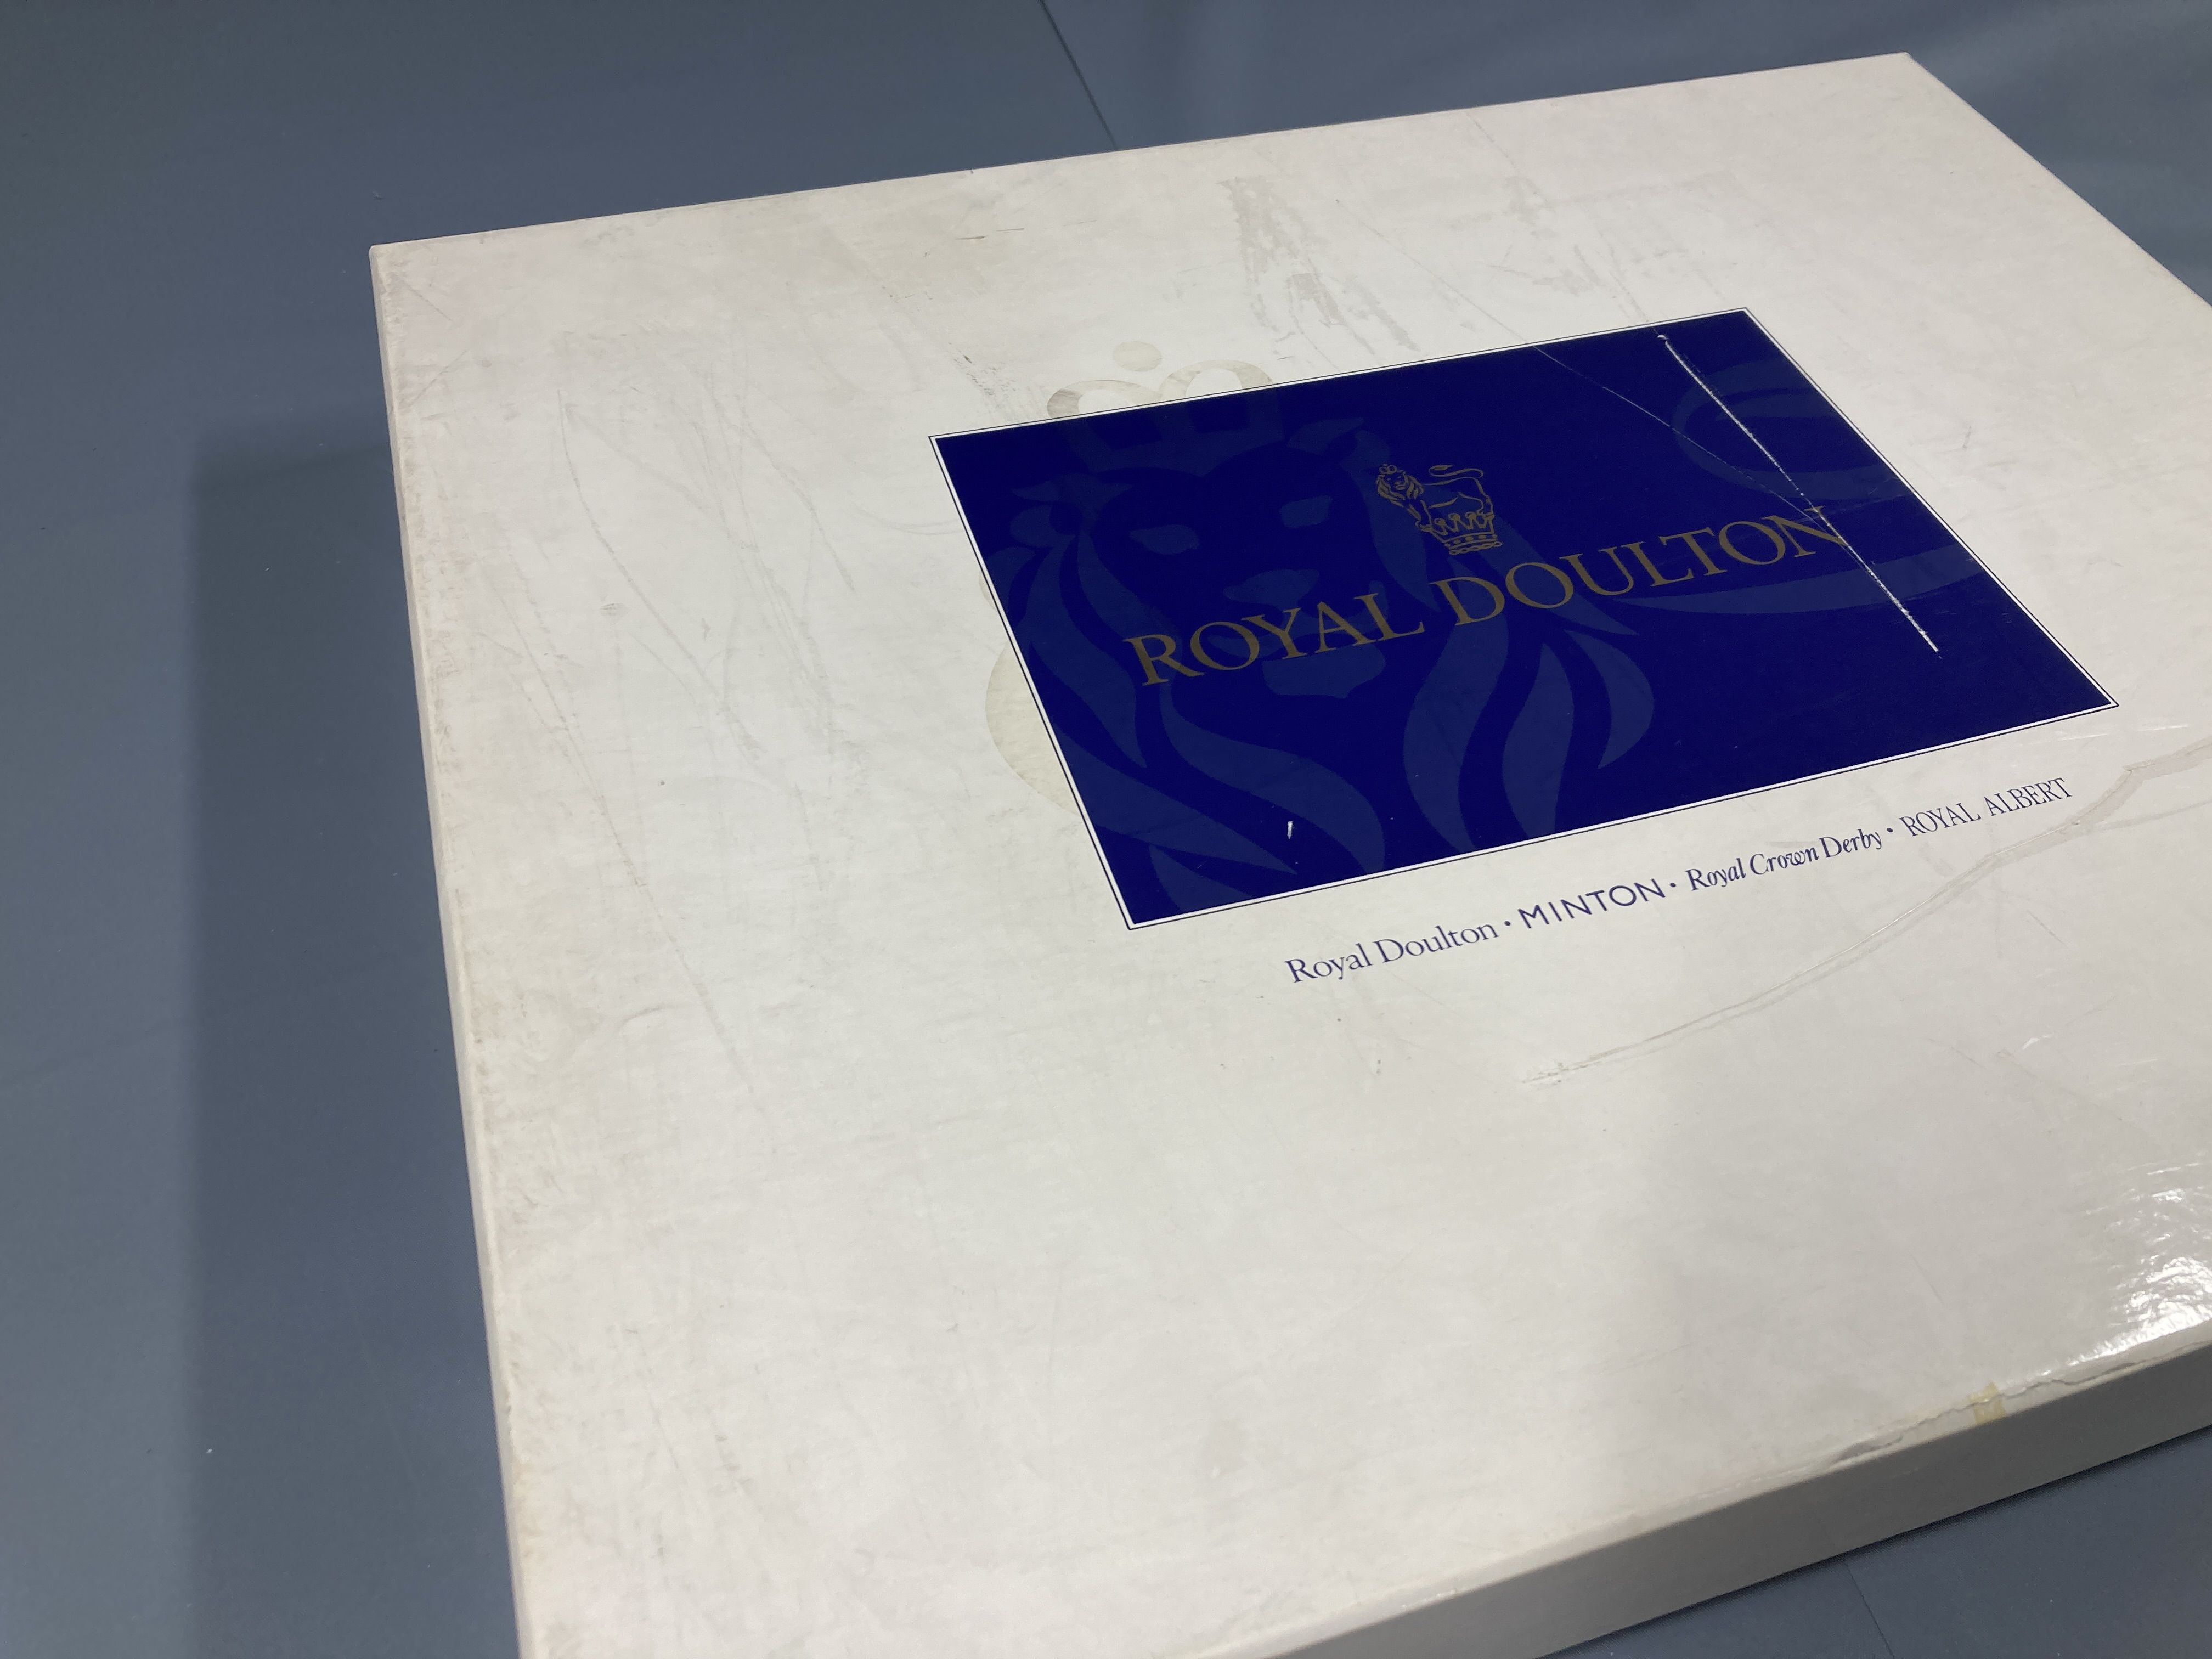 ROYAL DOULTON
Royal Doulton • MINTON • Royal Crown Derby • ROYAL ALBERT